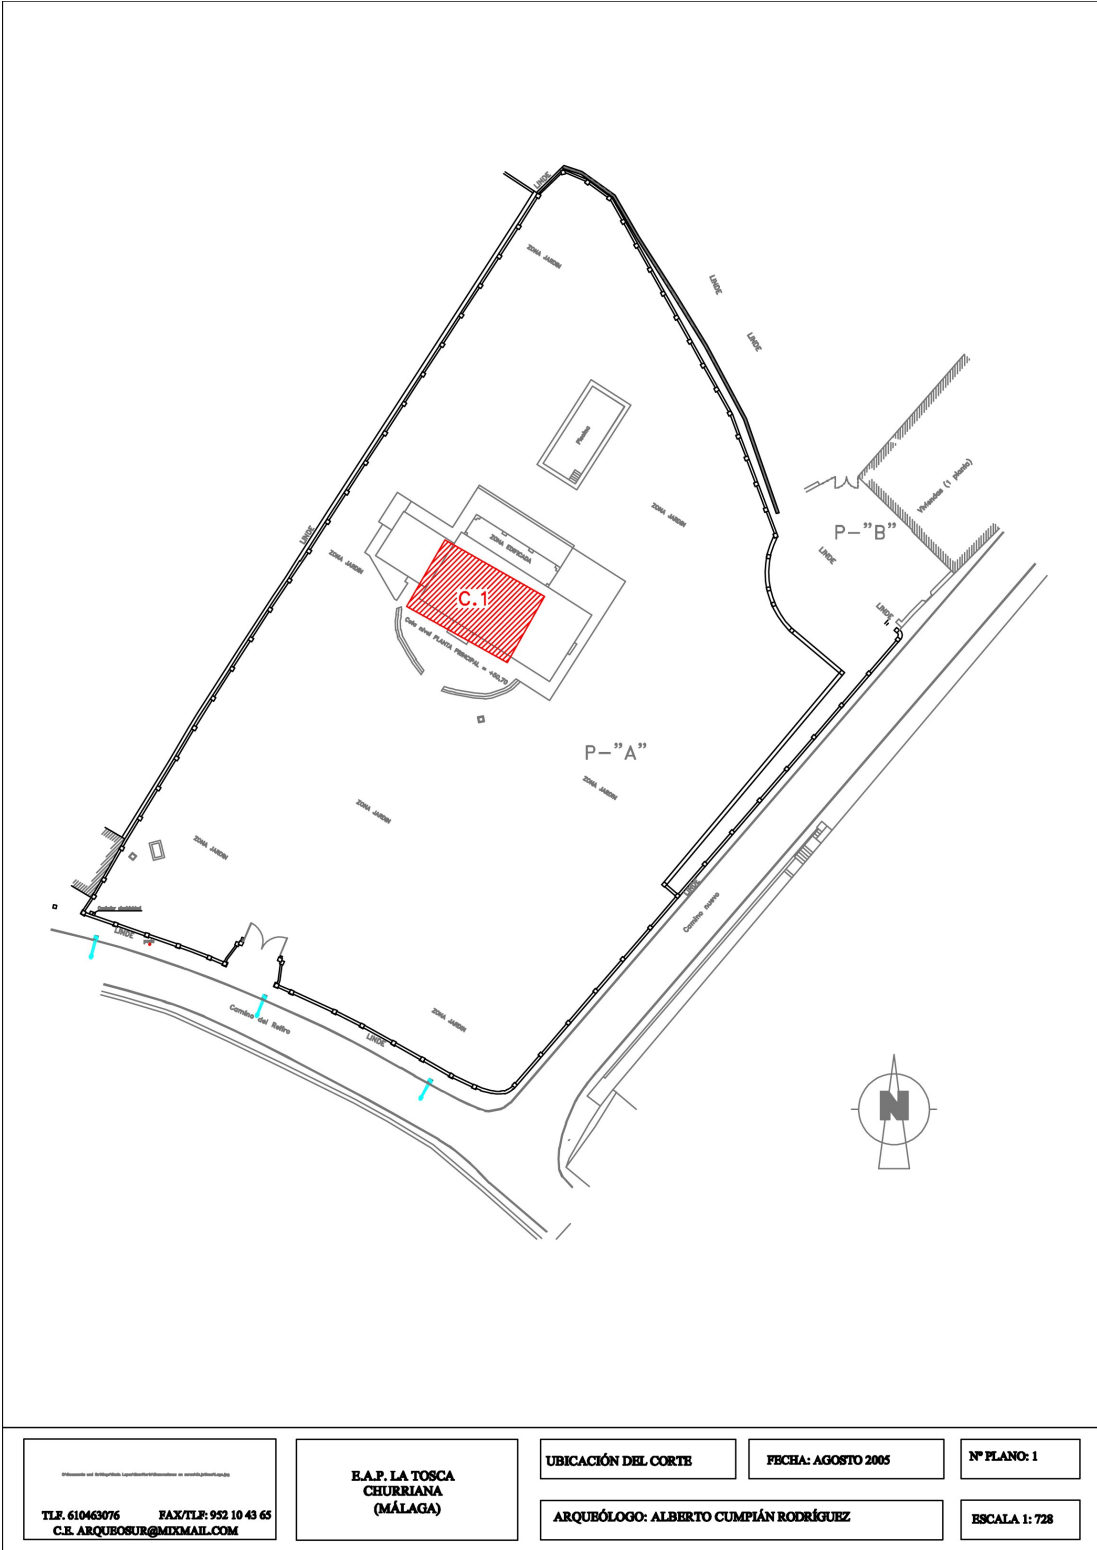 LINDE
ZONA JARDIN
LINDE
LINDE
Piscina
Viviendas (1 planta)
ZONA JARDIN
P-"B"
LINDE
ZONA EDIFICADA
LINDE
ZONA JARDIN
C.1
LINDE
Cota nivel PLANTA PRINCIPAL = +50,70
P-"A"
ZONA JARDIN
ZONA JARDIN
ZONA JARDIN
LINDE
Camino nuevo
LINDE
ZONA JARDIN
Camino del Retiro
LINDE
N
TLF. 610463076 FAX/TLF: 952 10 43 65
C.E. ARQUEOSUR@MIXMAIL.COM
E.A.P. LA TOSCA
CHURRIANA
(MÁLAGA)
UBICACIÓN DEL CORTE
FECHA: AGOSTO 2005
Nº PLANO: 1
ARQUEÓLOGO: ALBERTO CUMPIÁN RODRÍGUEZ
ESCALA 1: 728